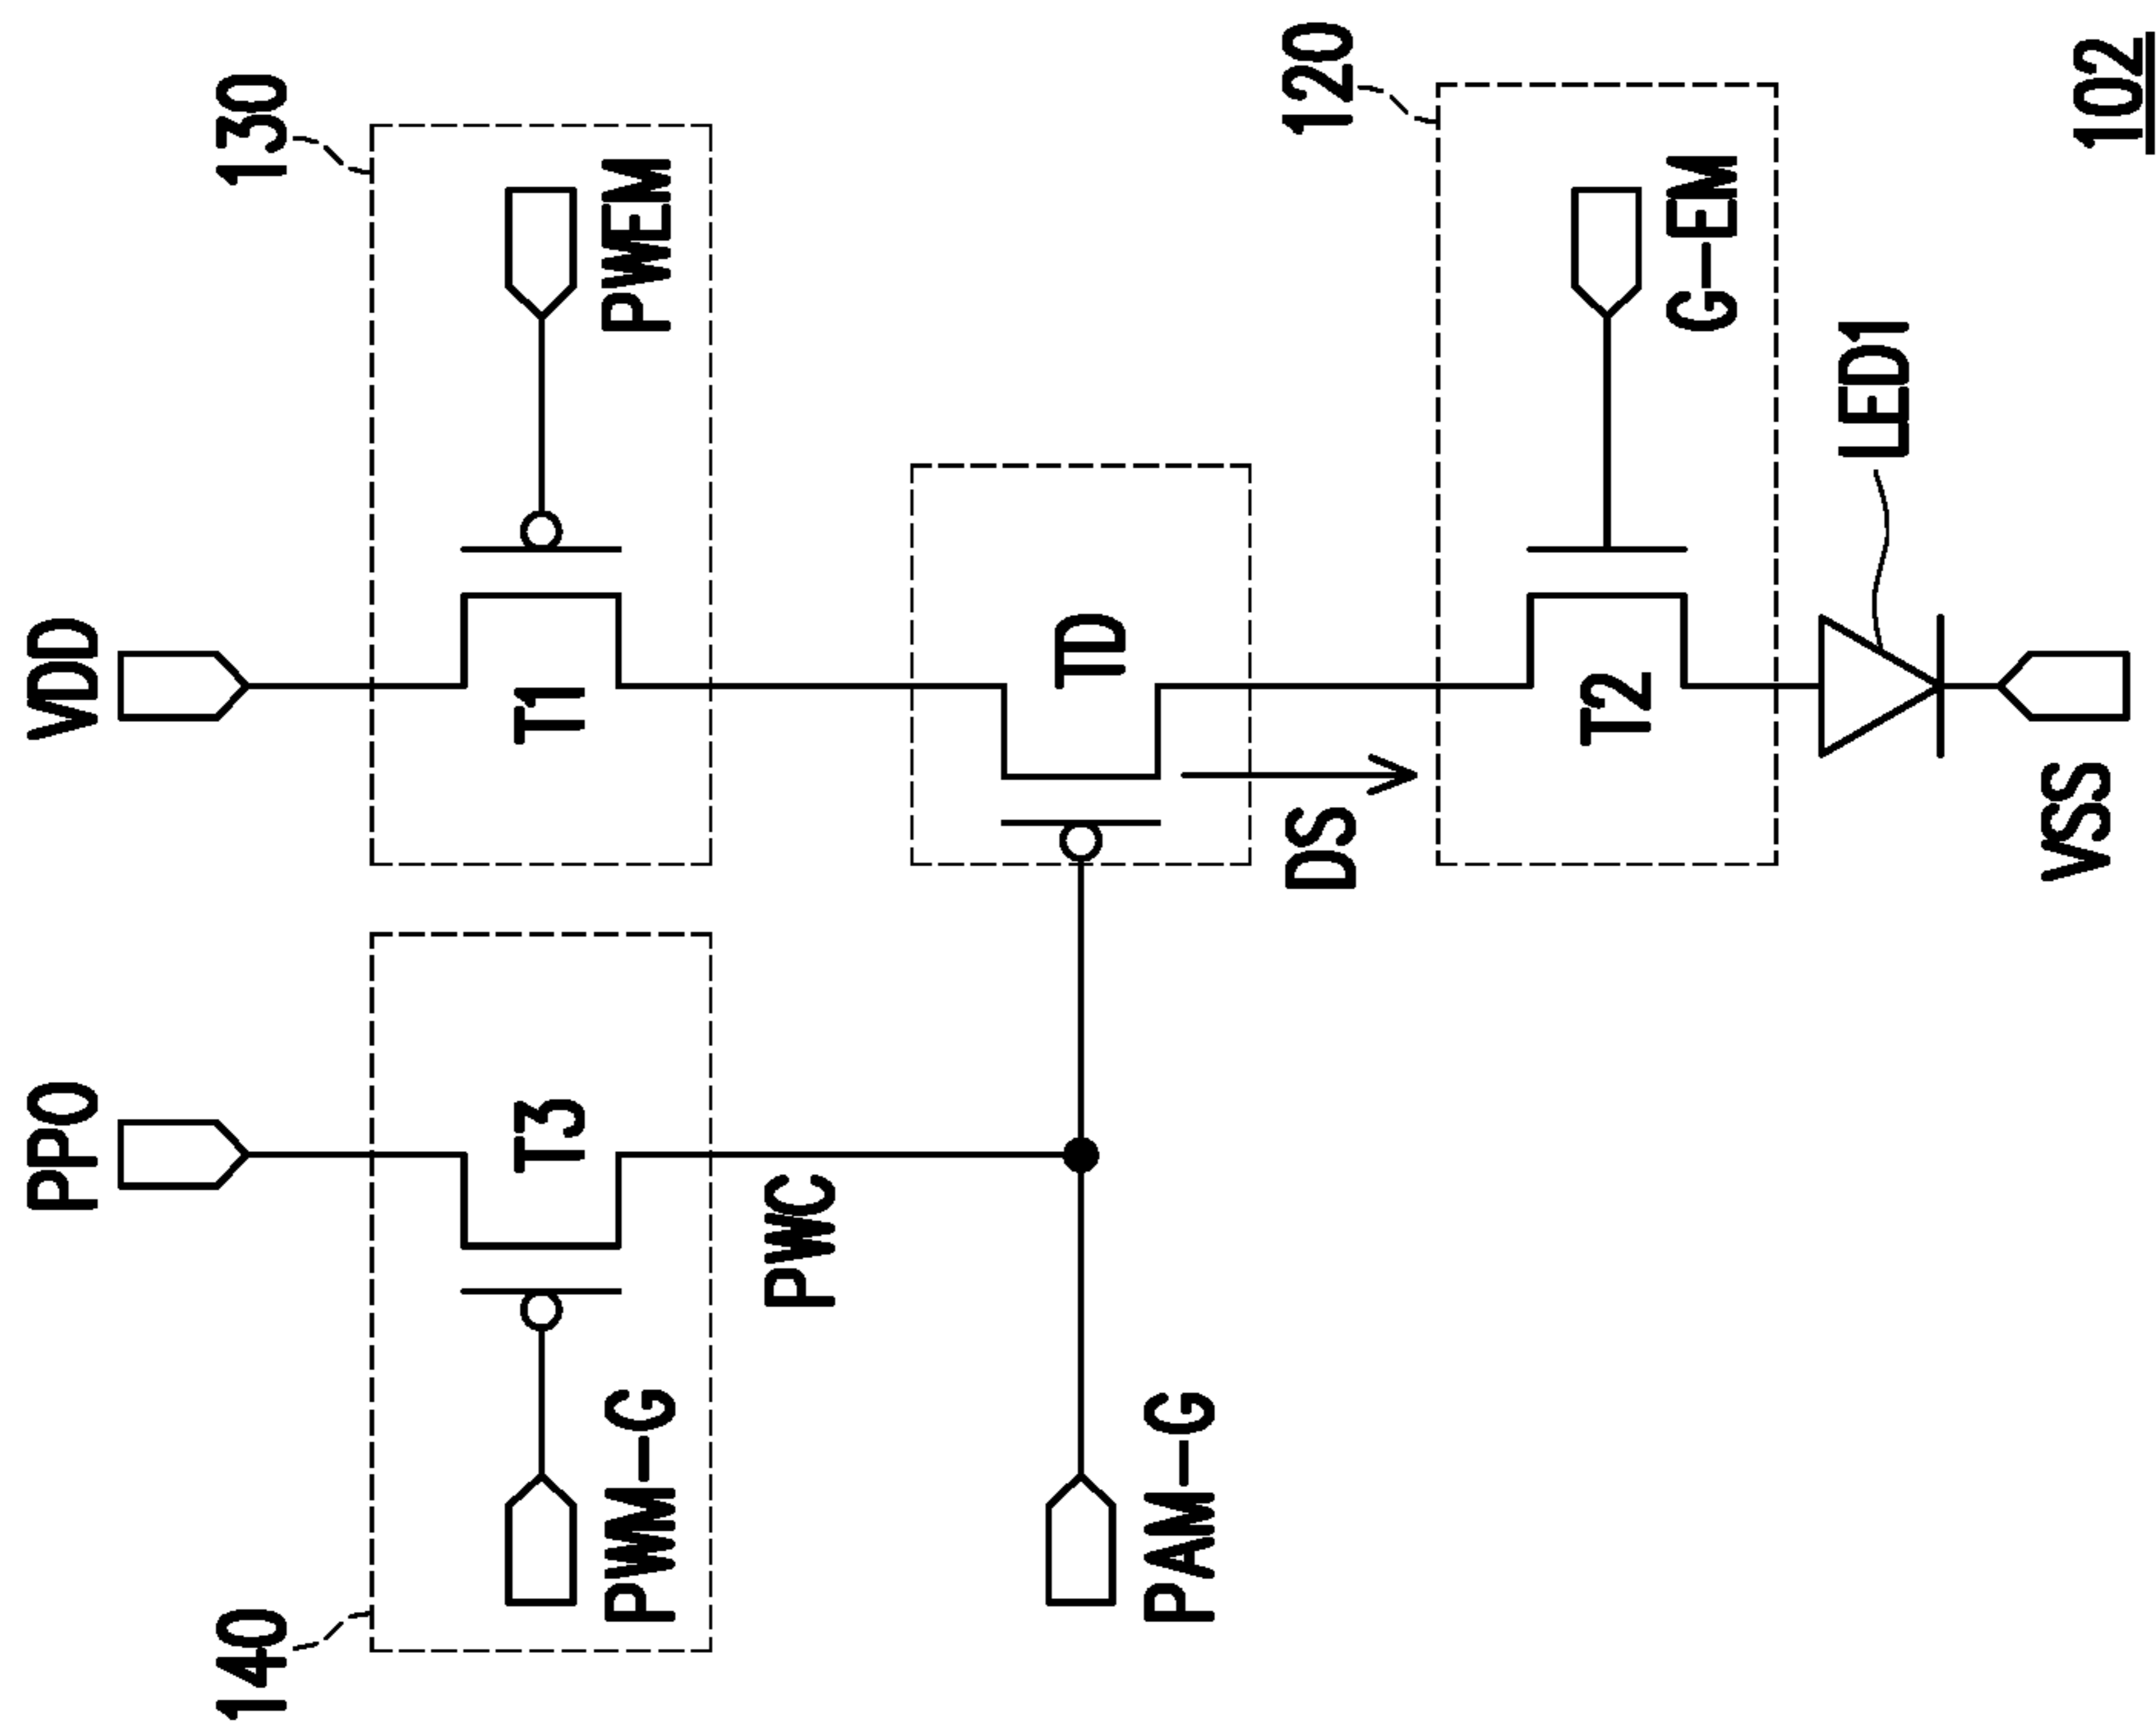 PPO
VDD
140
130
T3
T1
PWM-G
PWEM
PWC
TD
PAM-G
DS
120
T2
G-EM
LED1
VSS
102